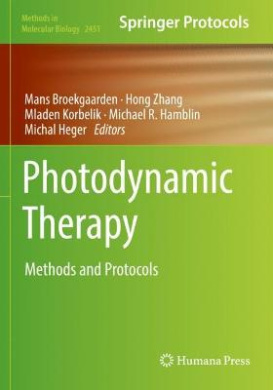 Methods in
Molecular Biology 2451
Springer Protocols
Mans Broekgaarden · Hong Zhang
Mladen Korbelik · Michael R. Hamblin
Michal Heger Editors
Photodynamic
Therapy
Methods and Protocols
Humana Press